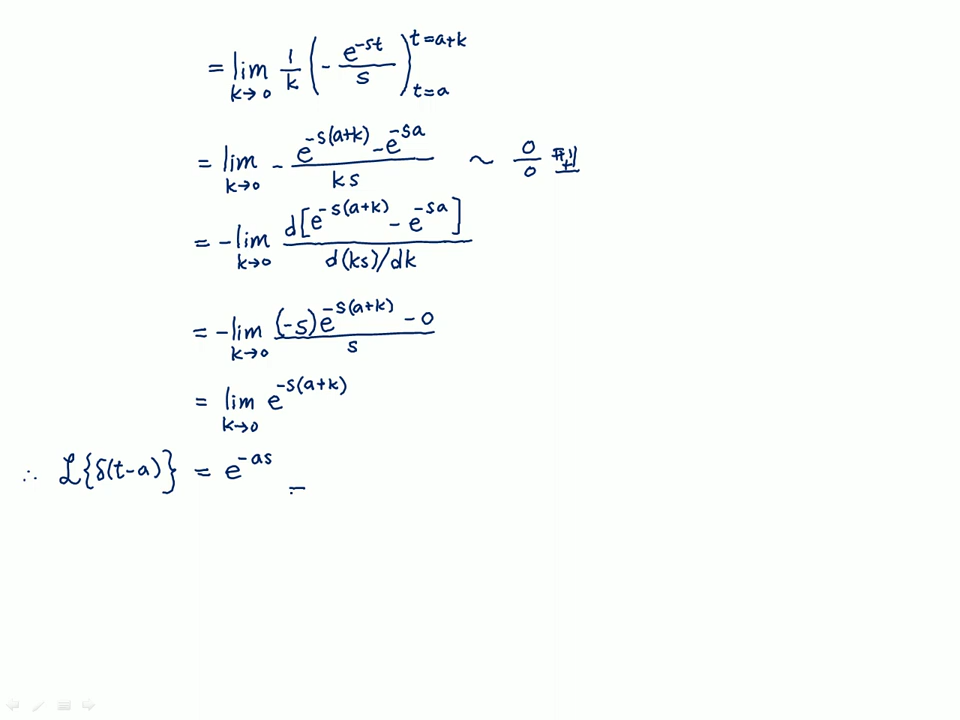 = lim_{k→0} 1/k (- e^{-st}/s)_{t=a}^{t=a+k}
= lim_{k→0} - (e^{-s(a+k)} - e^{-sa})/ks ~ 0/0 型
= -lim_{k→0} d[e^{-s(a+k)} - e^{-sa}]/d(ks)/dk
= -lim_{k→0} ((-s)e^{-s(a+k)} - 0)/s
= lim_{k→0} e^{-s(a+k)}
∴ ℒ{δ(t-a)} = e^{-as}